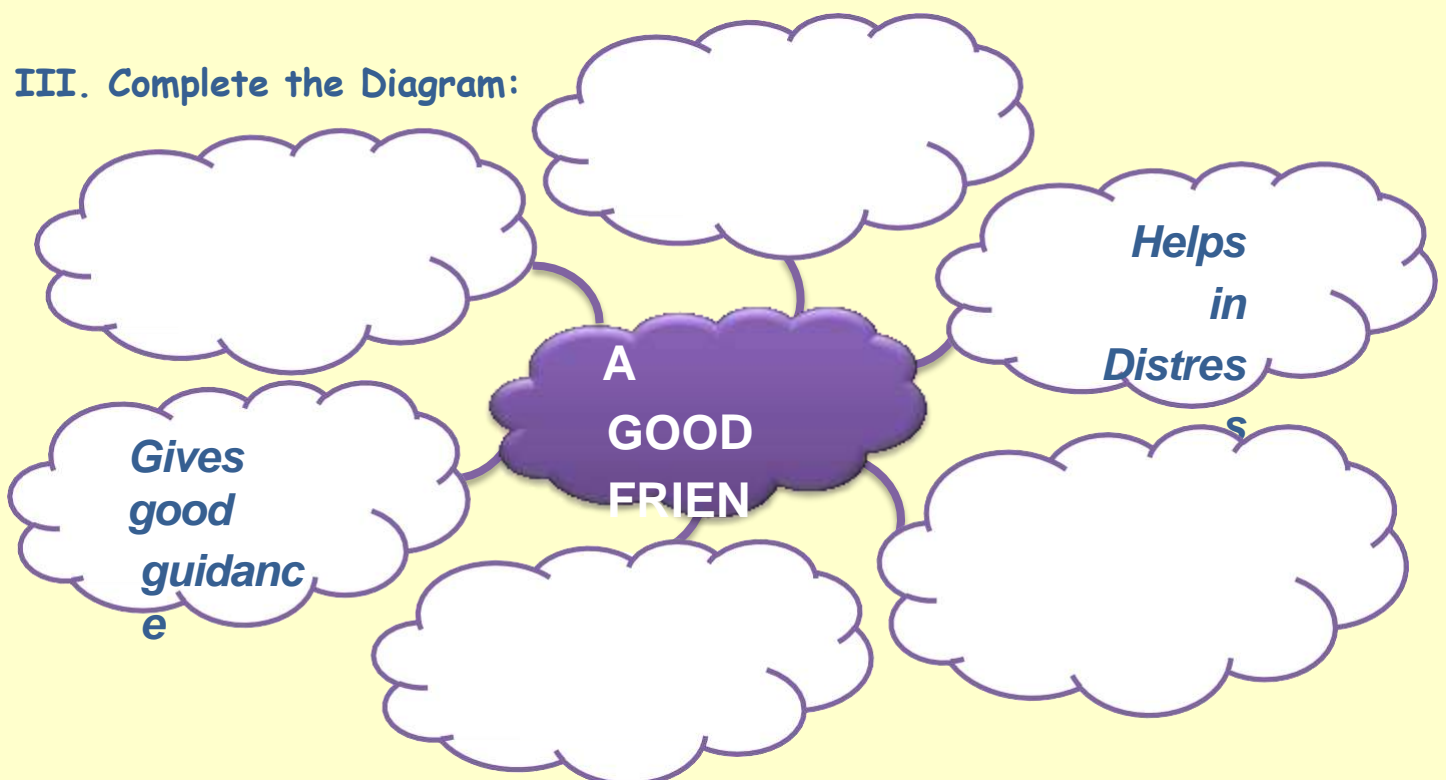 III. Complete the Diagram:
Helps
in
Distres
s
A
GOOD
FRIEN
Gives
good
guidanc
e